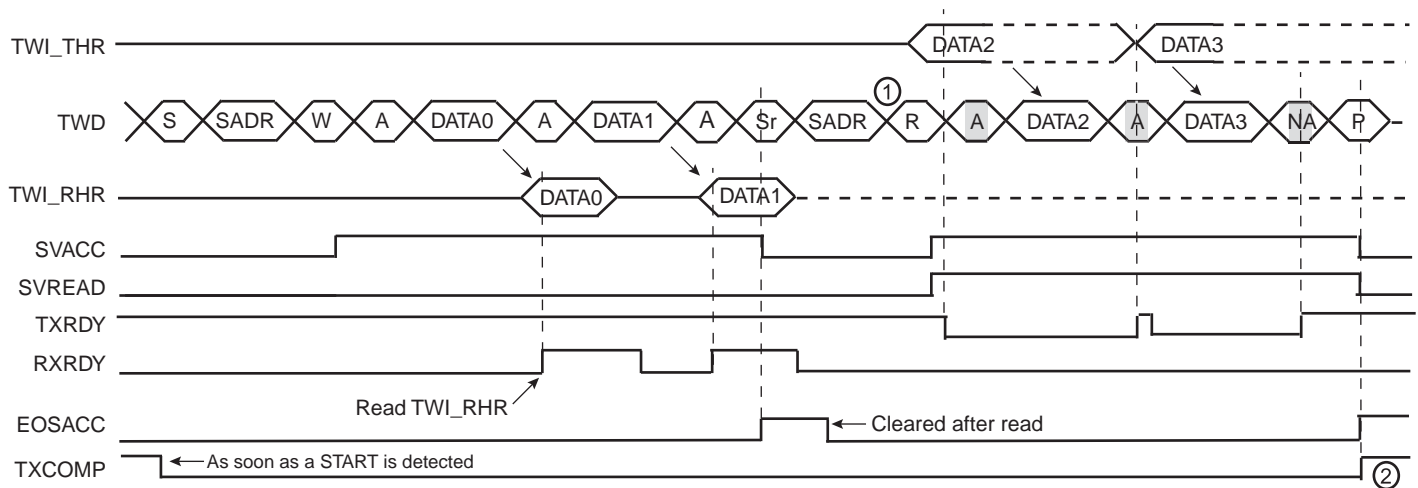 TWI_THR DATA2 DATA3
①
TWD S SADR W A DATA0 A DATA1 A Sr SADR R A DATA2 A DATA3 NA P
TWI_RHR DATA0 DATA1
SVACC
SVREAD
TXRDY
RXRDY
Read TWI_RHR
EOSACC Cleared after read
TXCOMP As soon as a START is detected ②